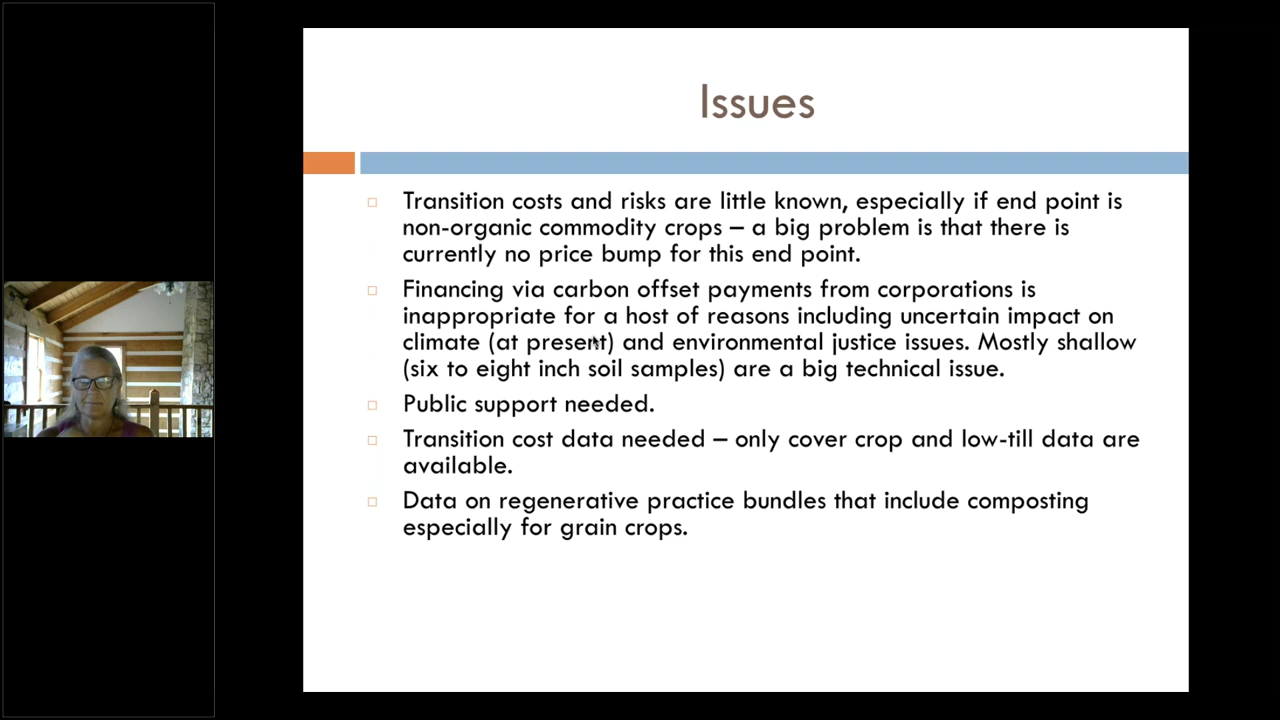 Issues
Transition costs and risks are little known, especially if end point is
non-organic commodity crops – a big problem is that there is
currently no price bump for this end point.
Financing via carbon offset payments from corporations is
inappropriate for a host of reasons including uncertain impact on
climate (at present) and environmental justice issues. Mostly shallow
(six to eight inch soil samples) are a big technical issue.
Public support needed.
Transition cost data needed – only cover crop and low-till data are
available.
Data on regenerative practice bundles that include composting
especially for grain crops.